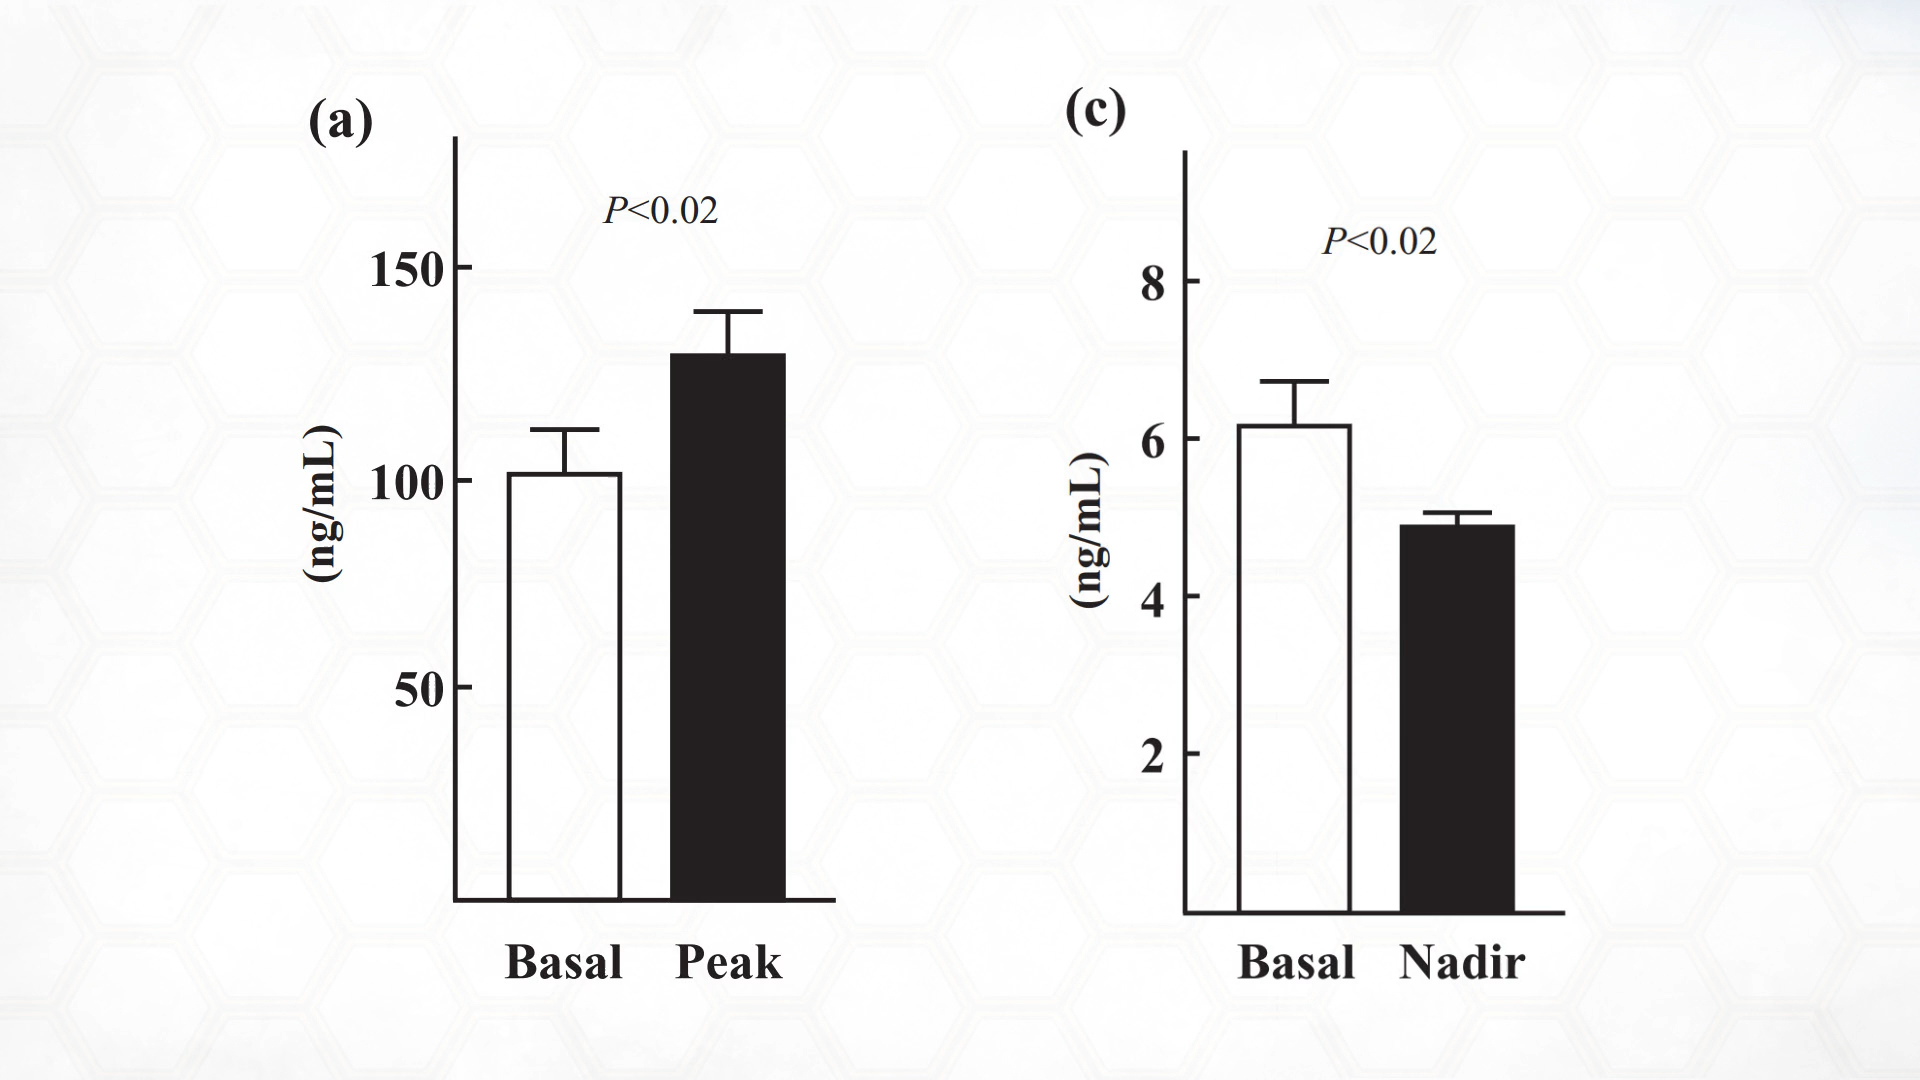 (a)
P<0.02
150
100
50
(ng/mL)
Basal Peak
(c)
P<0.02
8
6
4
2
(ng/mL)
Basal Nadir